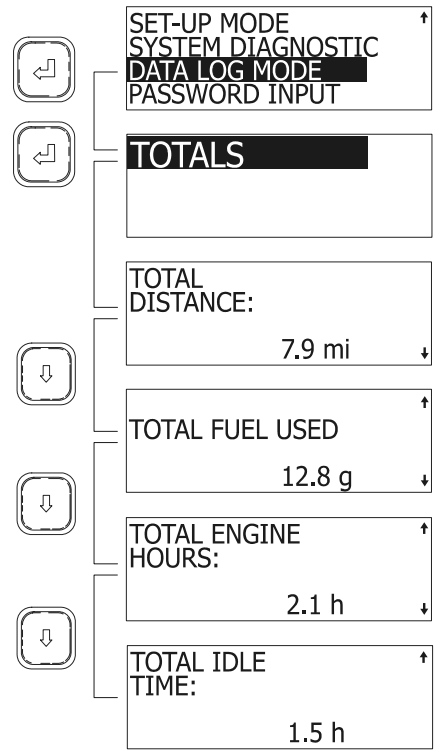 SET-UP MODE
SYSTEM DIAGNOSTIC
DATA LOG MODE
PASSWORD INPUT
TOTALS
TOTAL
DISTANCE:
7.9 mi
TOTAL FUEL USED
12.8 g
TOTAL ENGINE
HOURS:
2.1 h
TOTAL IDLE
TIME:
1.5 h